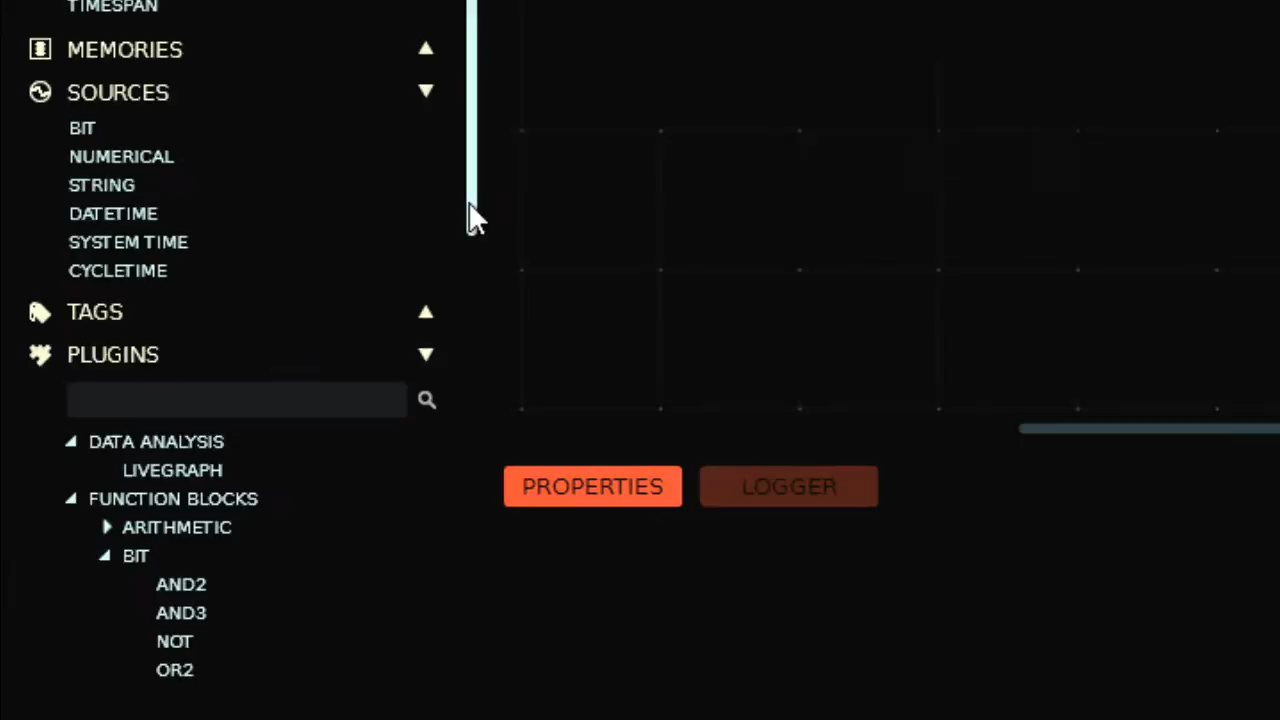 TIMESPAN
MEMORIES
SOURCES
BIT
NUMERICAL
STRING
DATETIME
SYSTEM TIME
CYCLETIME
TAGS
PLUGINS
DATA ANALYSIS
LIVEGRAPH
FUNCTION BLOCKS
ARITHMETIC
BIT
AND2
AND3
NOT
OR2
PROPERTIES
LOGGER